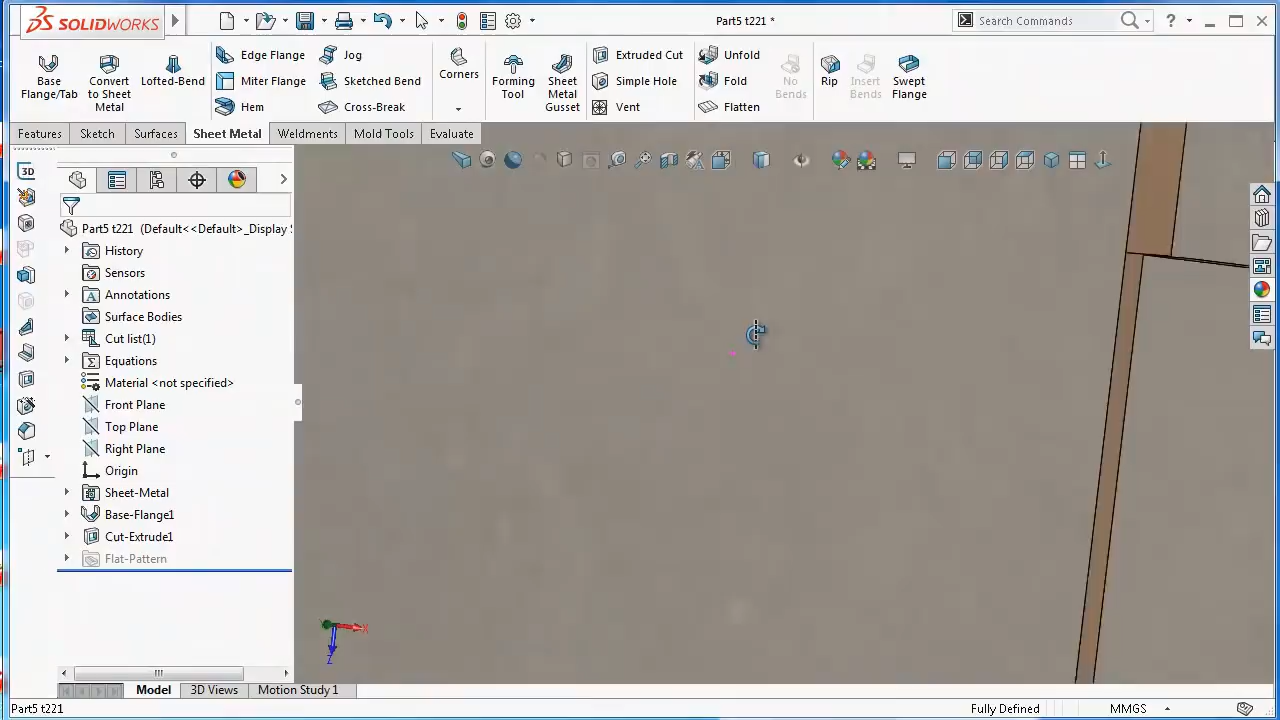 SOLIDWORKS
Part5 t221 *
Search Commands
?
Base Flange/Tab
Convert to Sheet Metal
Lofted-Bend
Edge Flange
Miter Flange
Hem
Jog
Sketched Bend
Cross-Break
Corners
Forming Tool
Sheet Metal Gusset
Extruded Cut
Simple Hole
Vent
Unfold
Fold
Flatten
No Bends
Rip
Insert Bends
Swept Flange
Features
Sketch
Surfaces
Sheet Metal
Weldments
Mold Tools
Evaluate
3D
Part5 t221 (Default<<Default>_Display
History
Sensors
Annotations
Surface Bodies
Cut list(1)
Equations
Material <not specified>
Front Plane
Top Plane
Right Plane
Origin
Sheet-Metal
Base-Flange1
Cut-Extrude1
Flat-Pattern
X
Z
Model
3D Views
Motion Study 1
Part5 t221
Fully Defined
MMGS